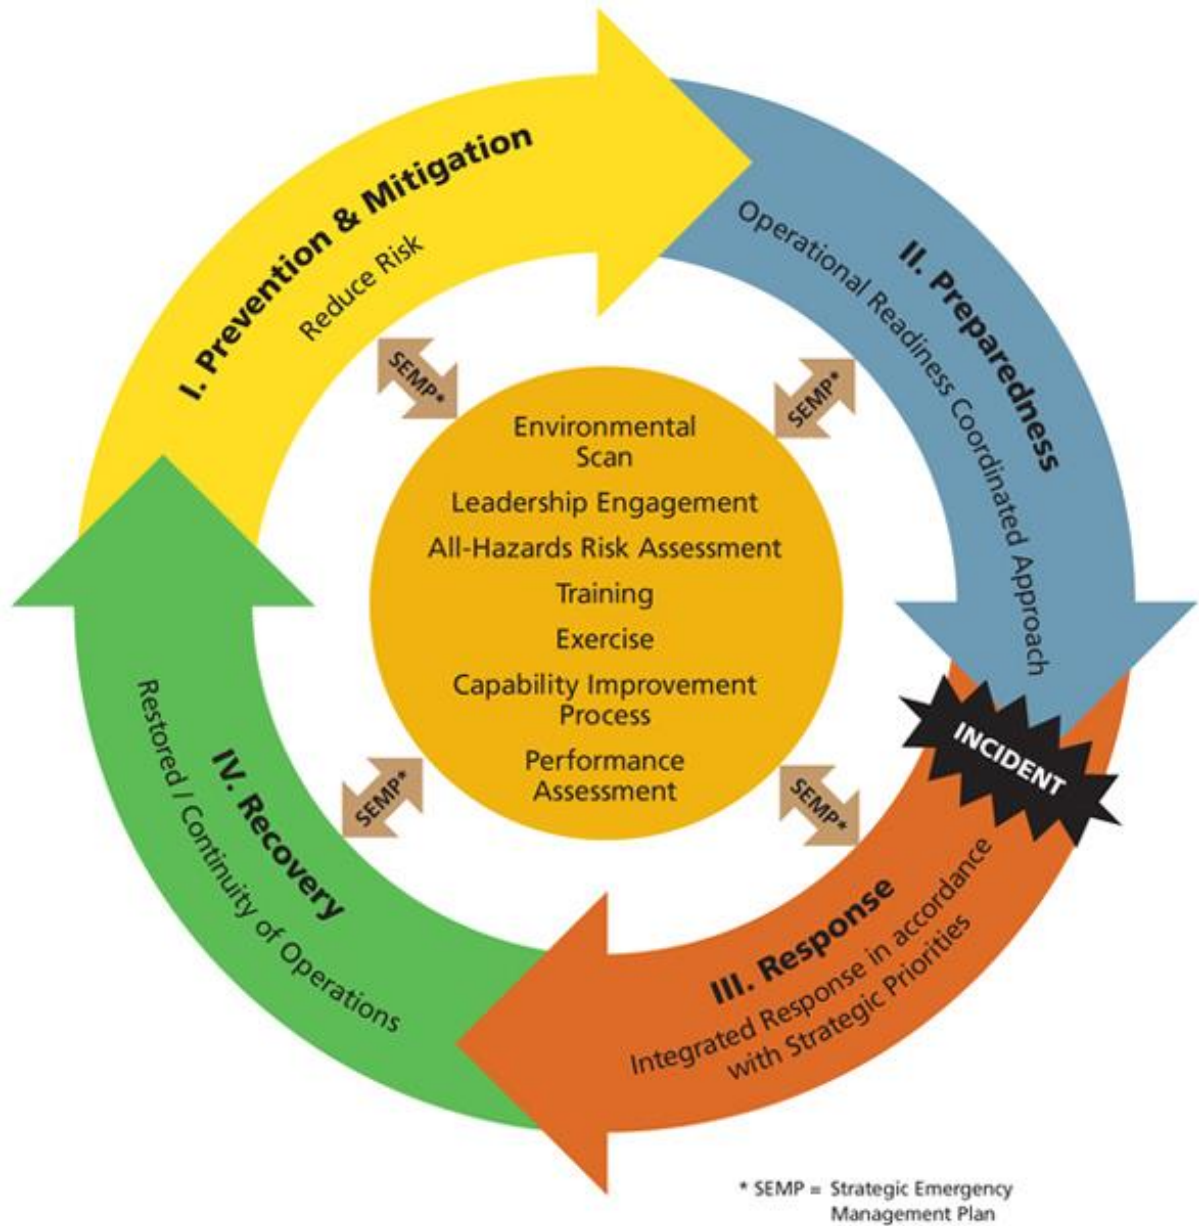 I. Prevention & Mitigation
Reduce Risk
II. Preparedness
Operational Readiness Coordinated Approach
INCIDENT
III. Response
Integrated Response in accordance
with Strategic Priorities
IV. Recovery
Restored / Continuity of Operations
SEMP*
SEMP*
SEMP*
SEMP*
Environmental
Scan
Leadership Engagement
All-Hazards Risk Assessment
Training
Exercise
Capability Improvement
Process
Performance
Assessment
* SEMP = Strategic Emergency
Management Plan